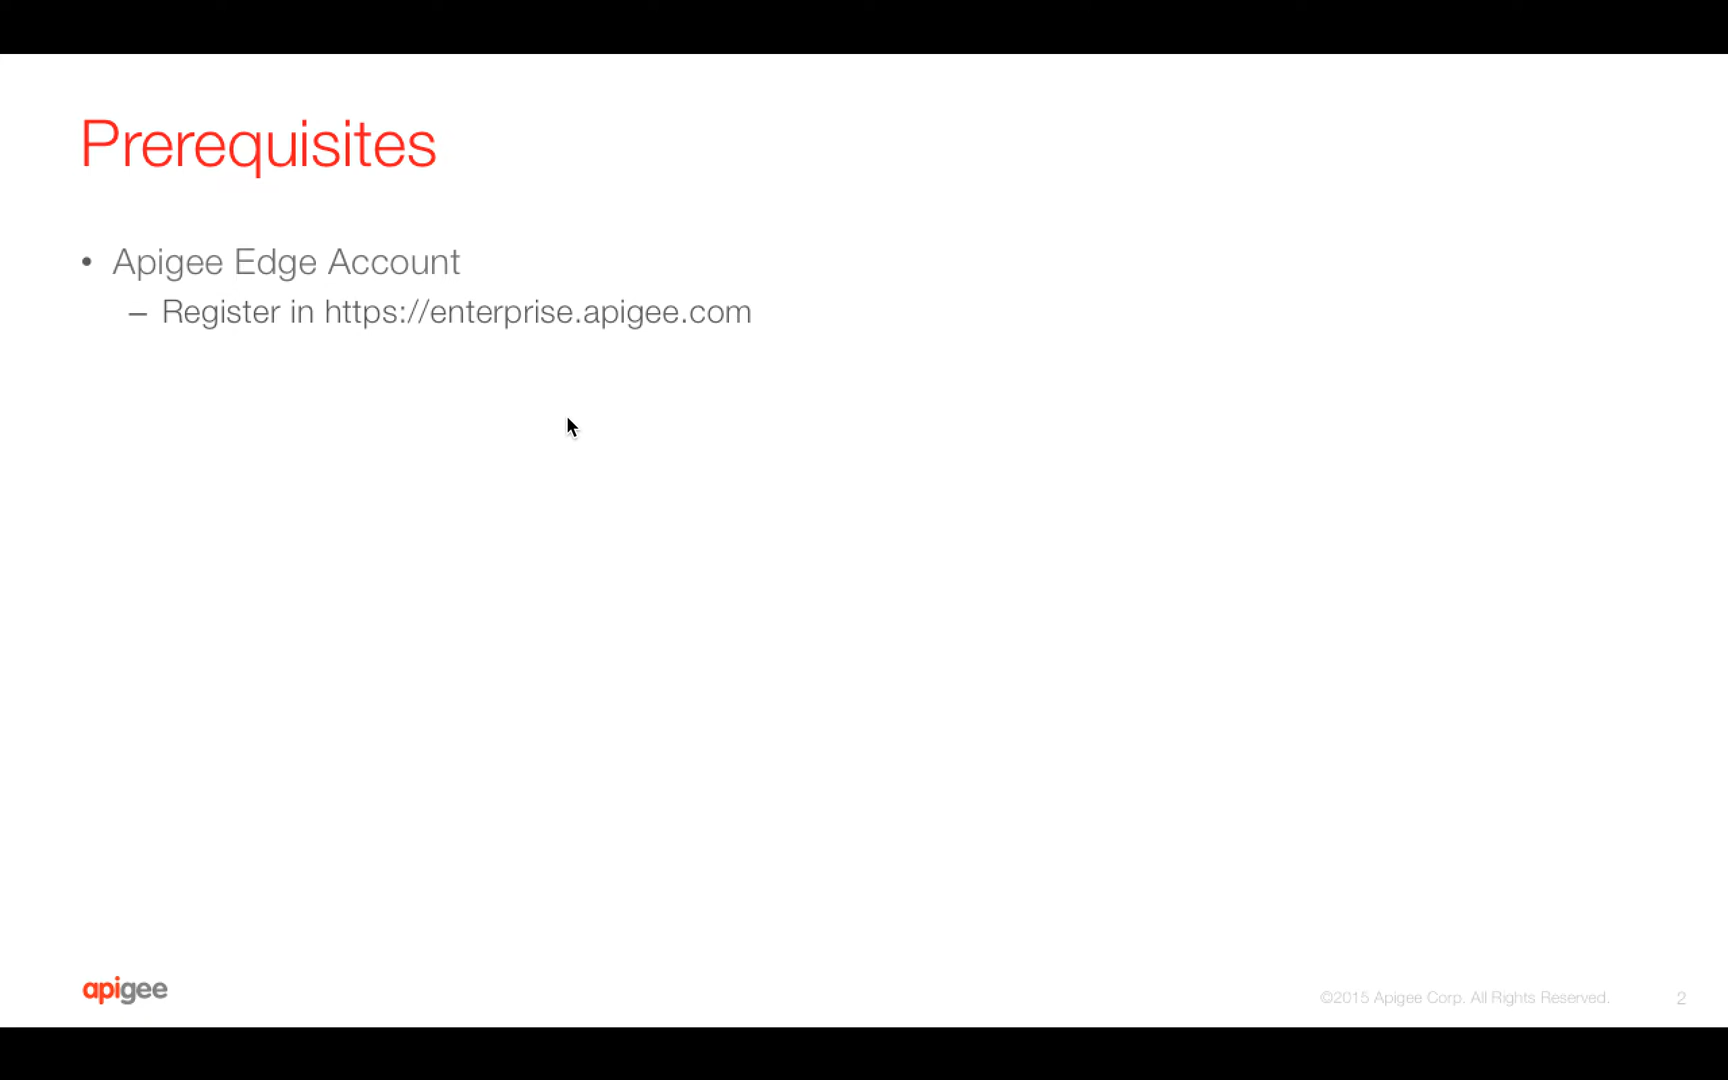 Prerequisites
• Apigee Edge Account
– Register in https://enterprise.apigee.com
apigee
©2015 Apigee Corp. All Rights Reserved.
2